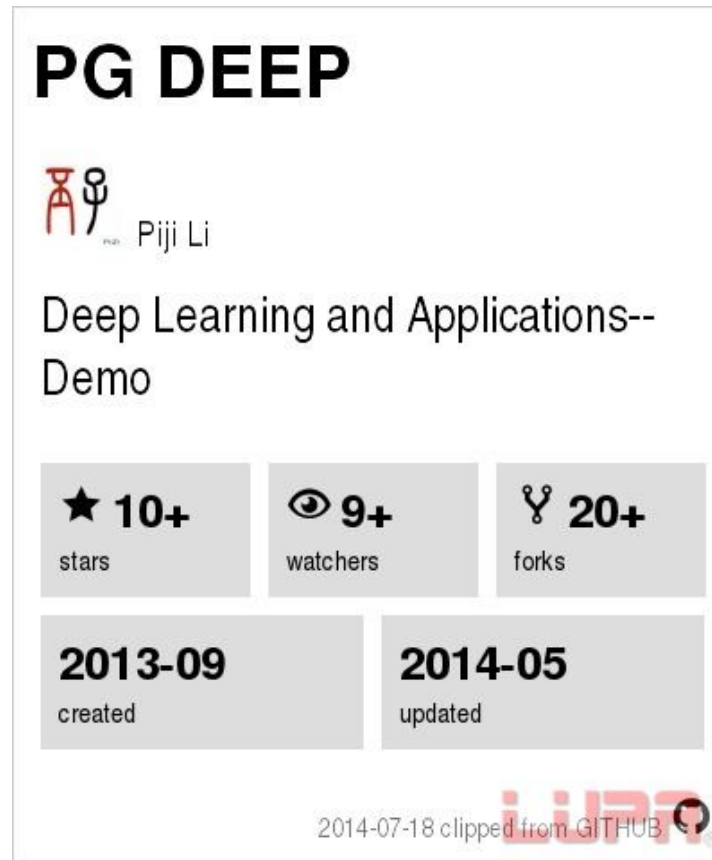 PG DEEP
Piji Li
Deep Learning and Applications--
Demo
10+
stars
9+
watchers
20+
forks
2013-09
created
2014-05
updated
2014-07-18 clipped from GITHUB
LUPA